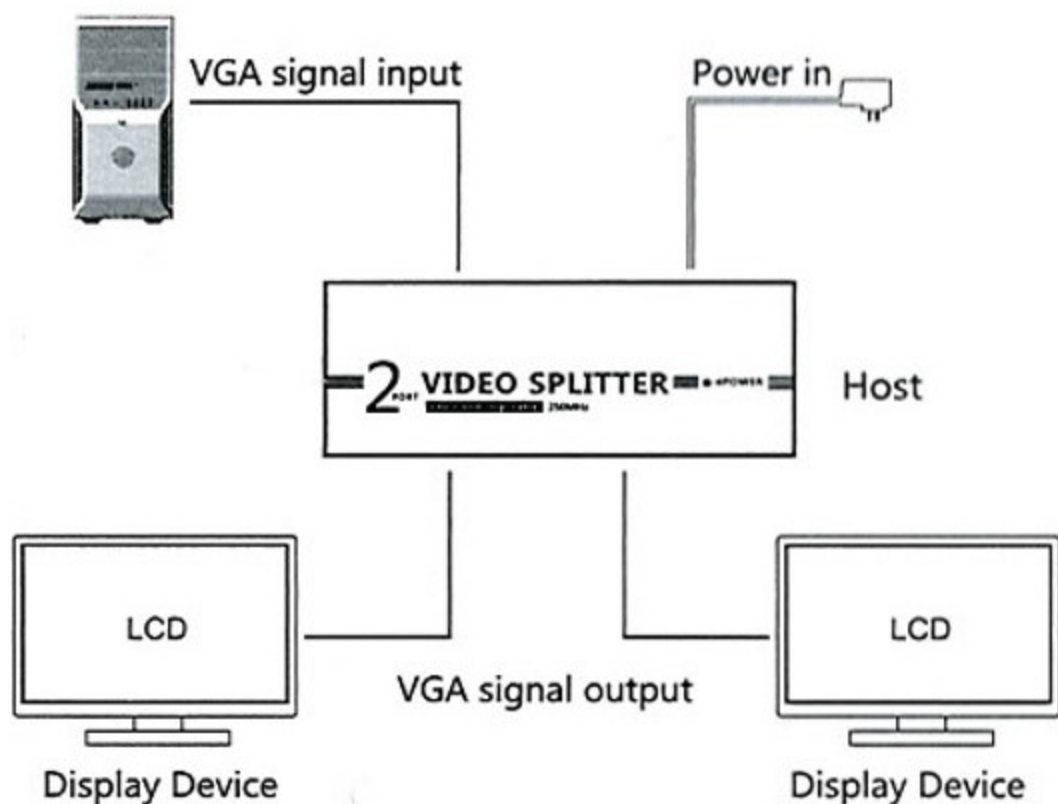 VGA signal input
Power in
2 PORT VIDEO SPLITTER
POWER
250MHz
Host
LCD
LCD
VGA signal output
Display Device
Display Device